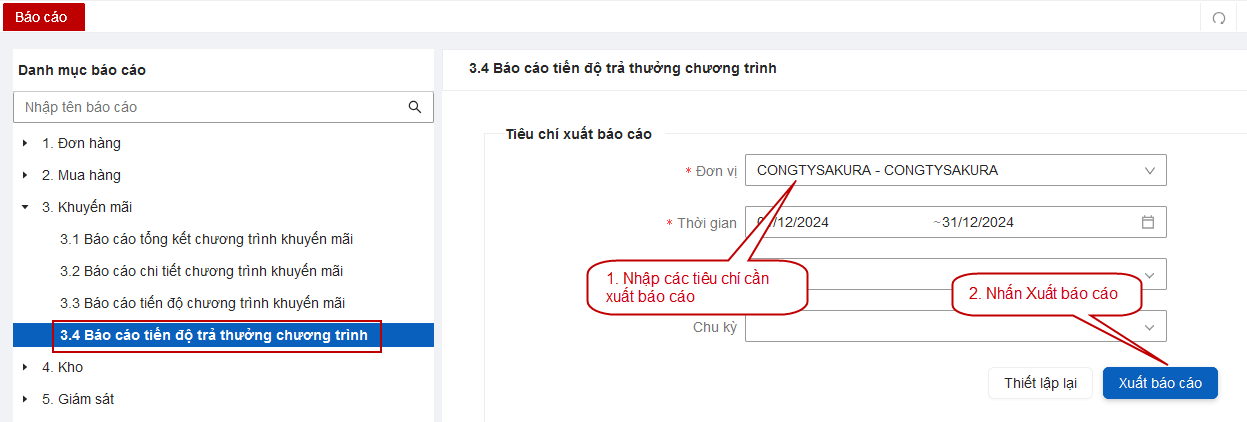 Báo cáo
Danh mục báo cáo
Nhập tên báo cáo
1. Đơn hàng
2. Mua hàng
3. Khuyến mãi
3.1 Báo cáo tổng kết chương trình khuyến mãi
3.2 Báo cáo chi tiết chương trình khuyến mãi
3.3 Báo cáo tiến độ chương trình khuyến mãi
3.4 Báo cáo tiến độ trả thưởng chương trình
4. Kho
5. Giám sát
3.4 Báo cáo tiến độ trả thưởng chương trình
Tiêu chí xuất báo cáo
* Đơn vị
CONGTYSAKURA - CONGTYSAKURA
* Thời gian
/12/2024 ~31/12/2024
1. Nhập các tiêu chí cần
xuất báo cáo
2. Nhấn Xuất báo cáo
Chu kỳ
Thiết lập lại
Xuất báo cáo